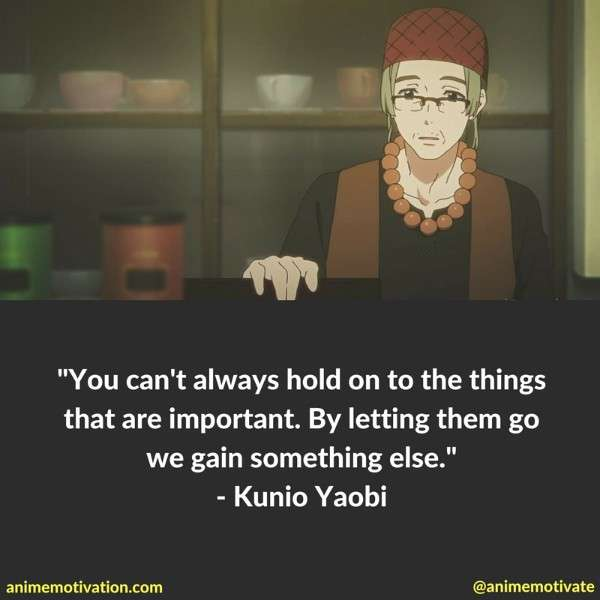 "You can't always hold on to the things
that are important. By letting them go
we gain something else."
- Kunio Yaobi
animemotivation.com
@animemotivate